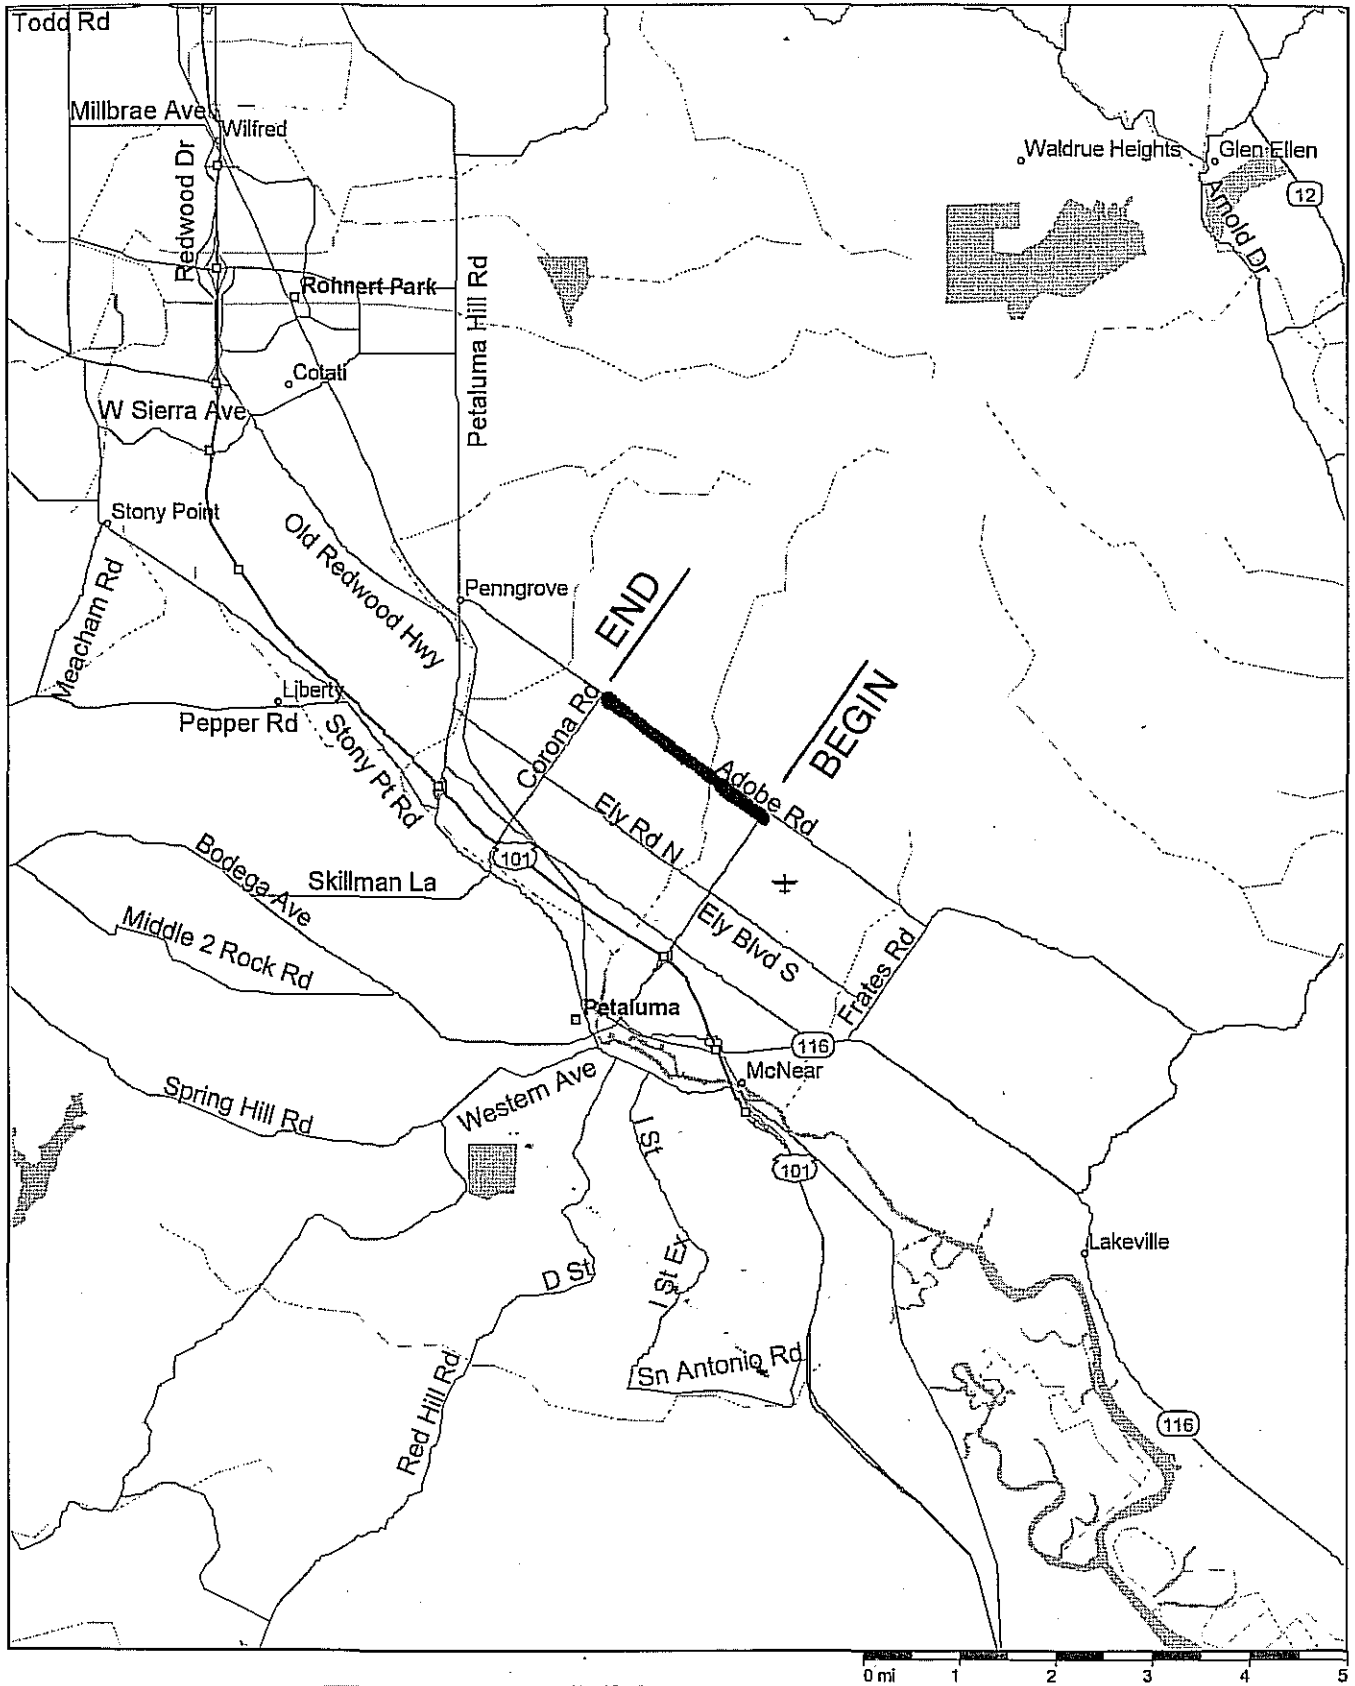 Todd Rd
Millbrae Ave
Wilfred
Redwood Dr
Waldrue Heights
Glen Ellen
12
Arnold Dr
Rohnert Park
Petaluma Hill Rd
Cotati
W Sierra Ave
Stony Point
Old Redwood Hwy
Meacham Rd
Penngrove
END
BEGIN
Liberty
Pepper Rd
Stony Pt Rd
Corona Rd
Adobe Rd
Ely Rd N
101
Bodega Ave
Skillman La
Middle 2 Rock Rd
Ely Blvd S
Frates Rd
Petaluma
116
McNear
Western Ave
Spring Hill Rd
I St
101
Lakeville
D St
I St Ex
Sn Antonio Rd
Red Hill Rd
116
0 mi 1 2 3 4 5